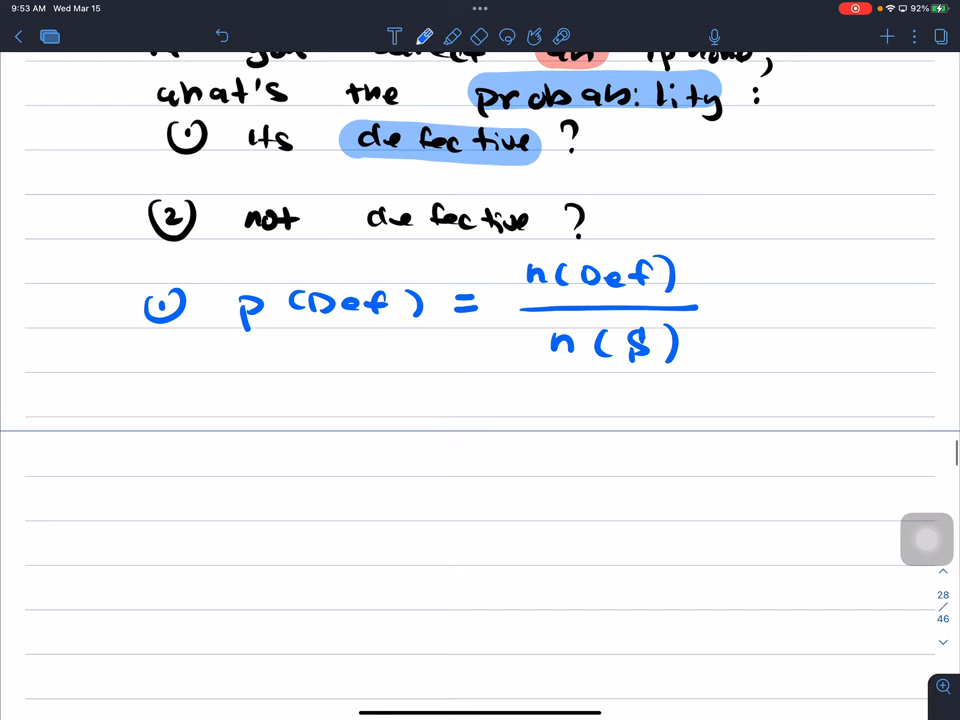 9:53 AM Wed Mar 15
92%
what's the probability :
① its defective ?
② not defective ?
① P (Def) = n(Def) / n(S)
28
/
46